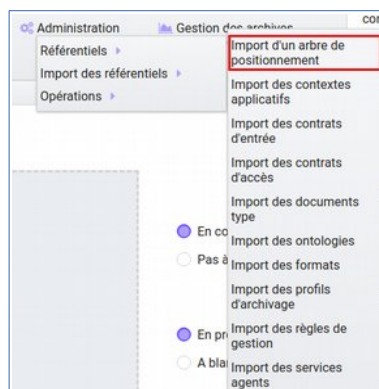 Administration
Gestion des archives
con
Référentiels
Import des référentiels
Opérations
Import d'un arbre de
positionnement
Import des contextes
applicatifs
Import des contrats
d'entrée
Import des contrats
d'accès
Import des documents
type
Import des ontologies
Import des formats
Import des profils
d'archivage
Import des règles de
gestion
Import des services
agents
En co
Pas à
En pr
A bla